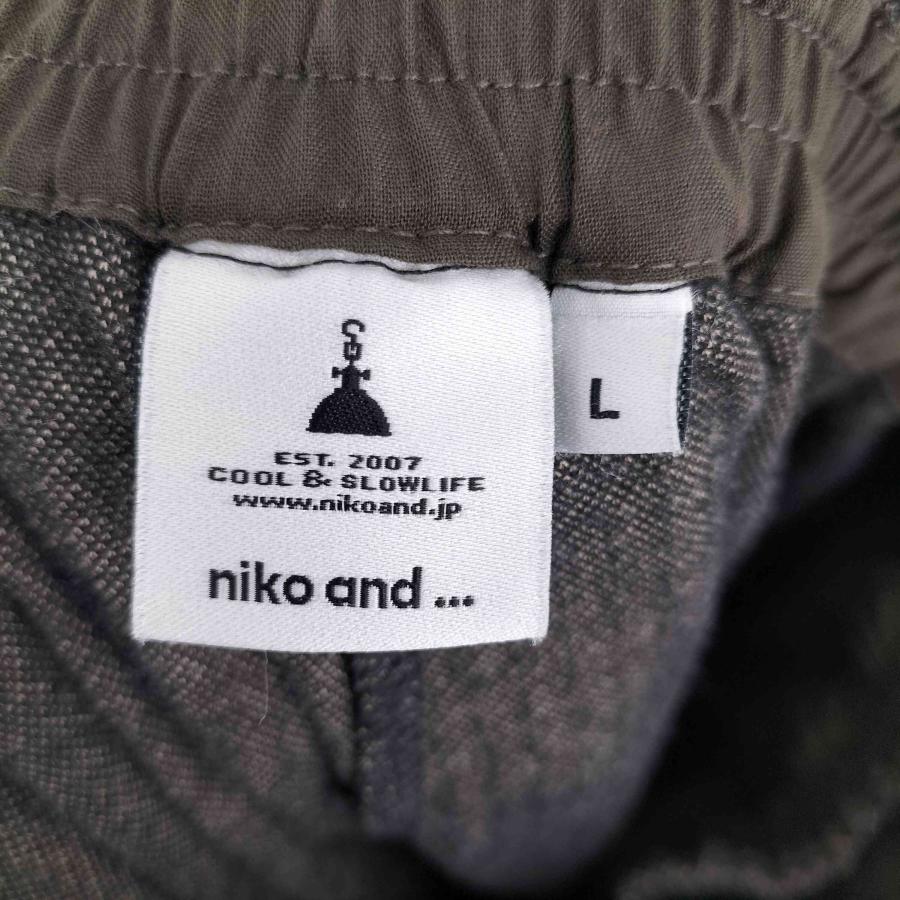 EST. 2007
COOL & SLOWLIFE
www.nikoand.jp
niko and ...
L